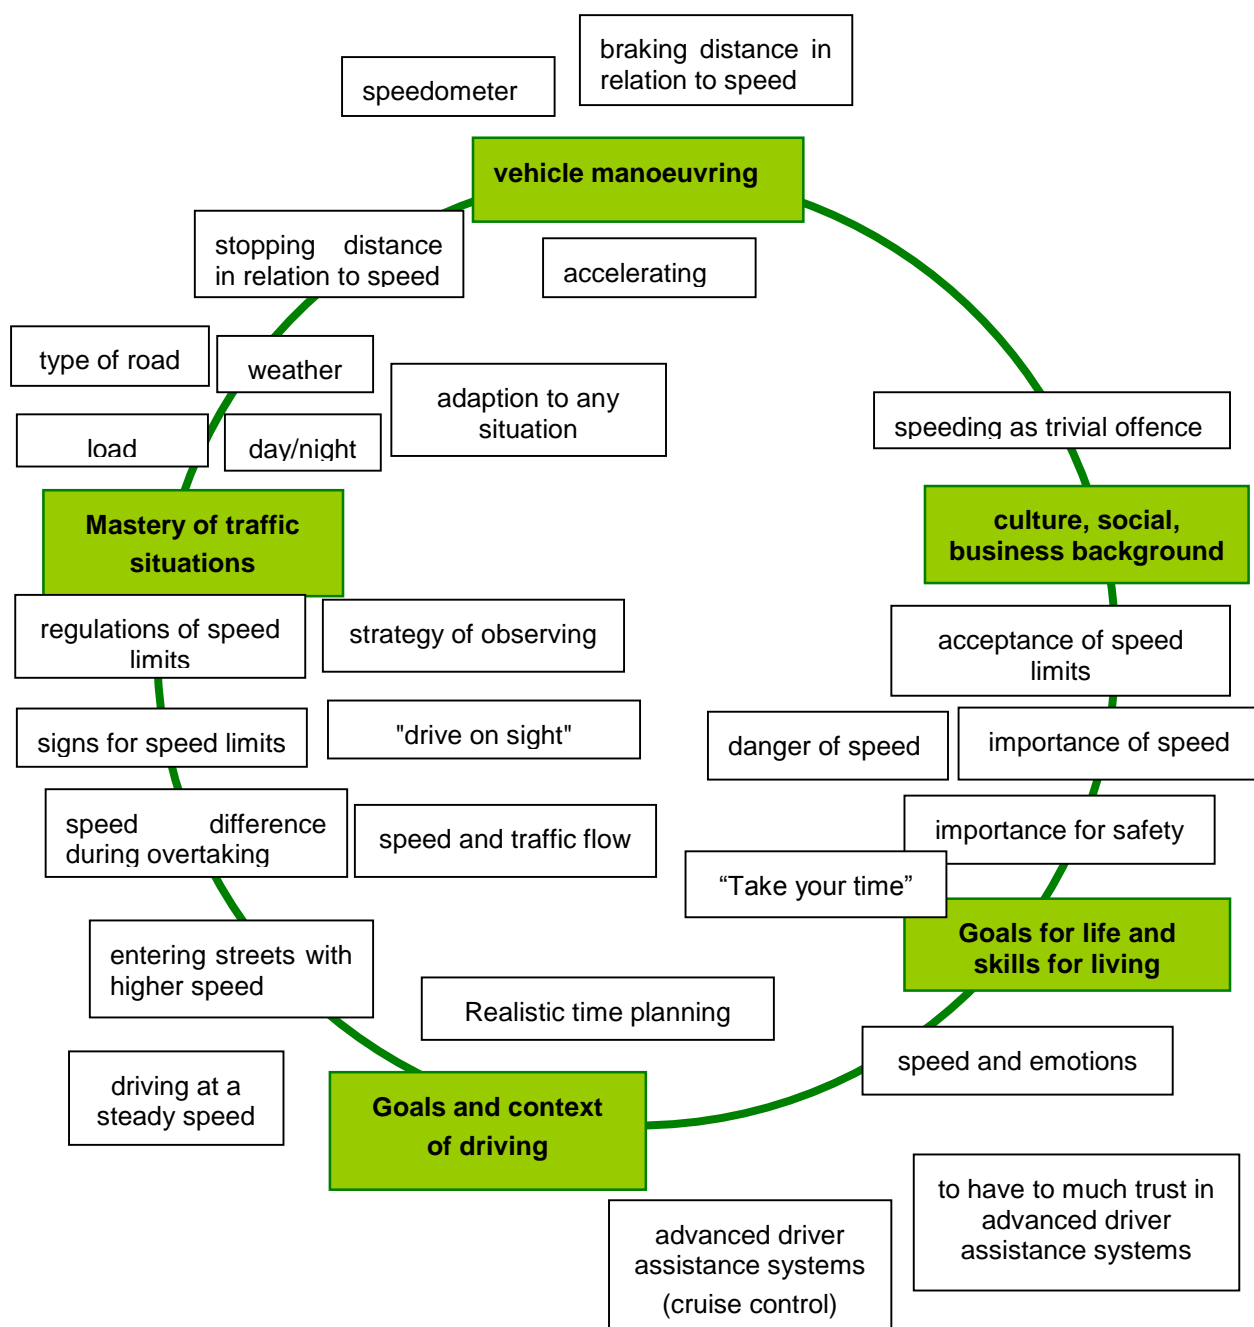 braking distance in
relation to speed
speedometer
vehicle manoeuvring
stopping distance
in relation to speed
accelerating
type of road
weather
adaption to any
situation
load
day/night
speeding as trivial offence
Mastery of traffic
situations
culture, social,
business background
regulations of speed
limits
strategy of observing
acceptance of speed
limits
signs for speed limits
"drive on sight"
danger of speed
importance of speed
speed difference
during overtaking
speed and traffic flow
importance for safety
“Take your time”
entering streets with
higher speed
Goals for life and
skills for living
Realistic time planning
speed and emotions
driving at a
steady speed
Goals and context
of driving
to have to much trust in
advanced driver
assistance systems
advanced driver
assistance systems
(cruise control)